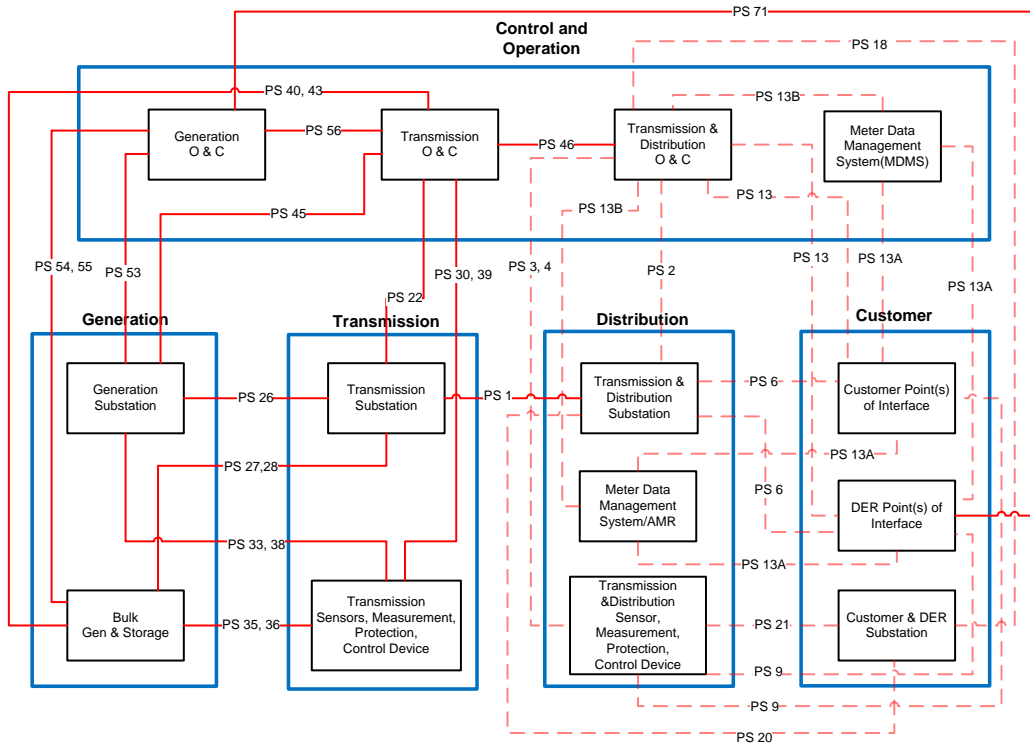 PS 71
Control and
Operation
PS 18
PS 40, 43
PS 13B
Generation
O & C
PS 56
Transmission
O & C
PS 46
Transmission &
Distribution
O & C
Meter Data
Management
System(MDMS)
PS 13
PS 45
PS 13B
PS 54, 55
PS 53
PS 30, 39
PS 3, 4
PS 2
PS 13
PS 13A
PS 13A
PS 22
Generation
Transmission
Distribution
Customer
Generation
Substation
PS 26
Transmission
Substation
PS 1
Transmission &
Distribution
Substation
PS 6
Customer Point(s)
of Interface
PS 27,28
PS 13A
PS 6
Meter Data
Management
System/AMR
DER Point(s) of
Interface
PS 33, 38
PS 13A
Bulk
Gen & Storage
PS 35, 36
Transmission
Sensors, Measurement,
Protection,
Control Device
Transmission
&Distribution
Sensor,
Measurement,
Protection,
Control Device
PS 21
Customer & DER
Substation
PS 9
PS 9
PS 20